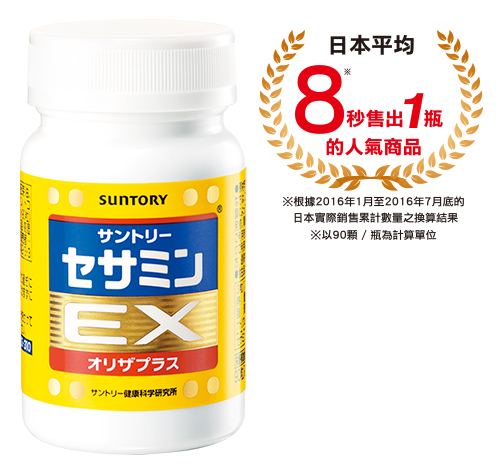 SUNTORY
®
サントリー
セサミン
EX
オリザプラス
サントリー健康科学研究所
日本平均
8※秒售出1瓶
的人氣商品
※根據2016年1月至2016年7月底的
日本實際銷售累計數量之換算結果
※以90顆 / 瓶為計算單位